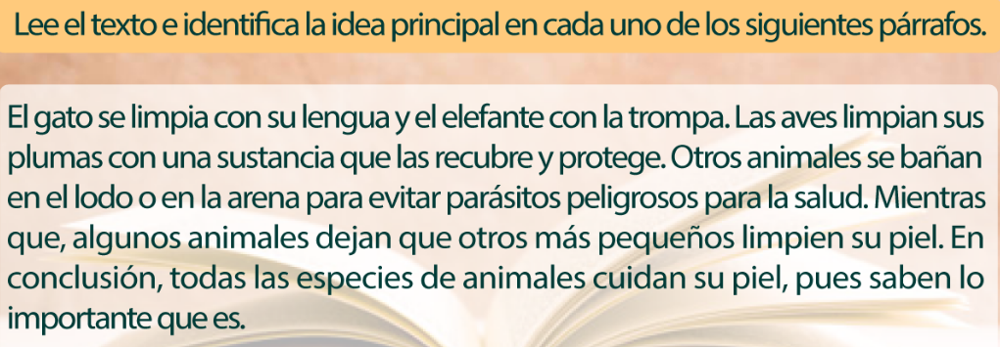 Lee el texto e identifica la idea principal en cada uno de los siguientes párrafos.
El gato se limpia con su lengua y el elefante con la trompa. Las aves limpian sus
plumas con una sustancia que las recubre y protege. Otros animales se bañan
en el lodo o en la arena para evitar parásitos peligrosos para la salud. Mientras
que, algunos animales dejan que otros más pequeños limpien su piel. En
conclusión, todas las especies de animales cuidan su piel, pues saben lo
importante que es.